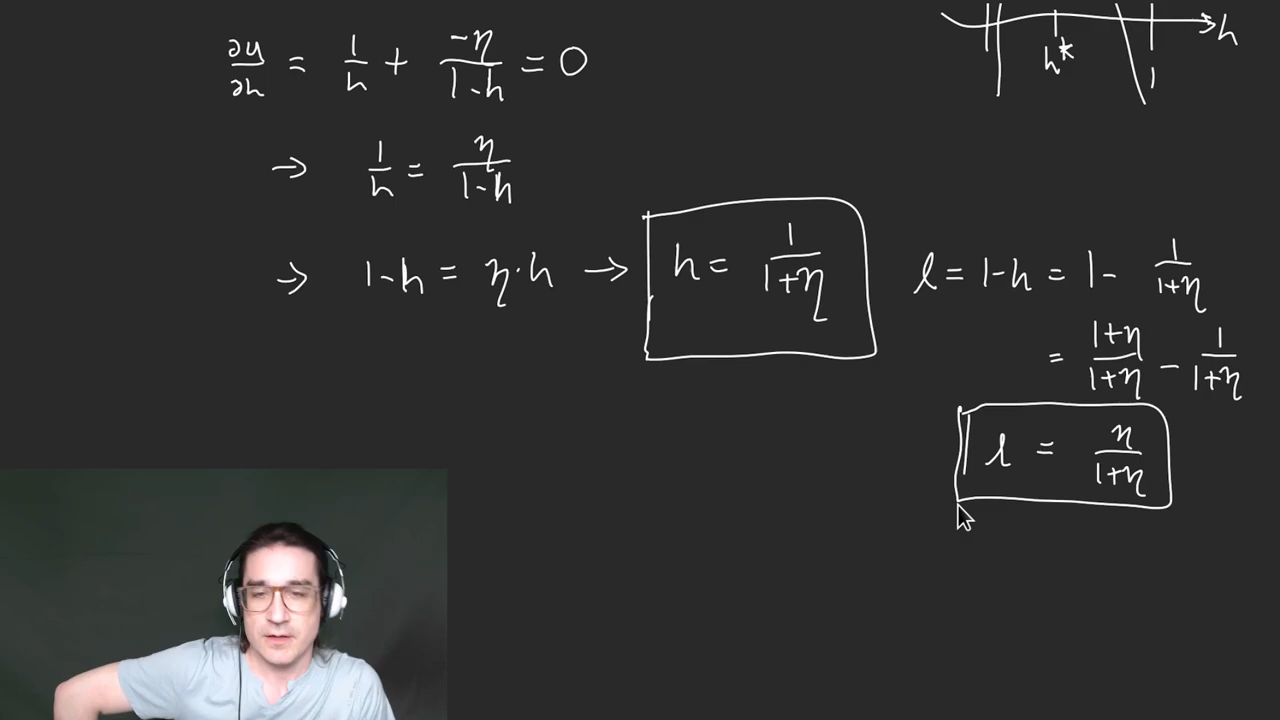 ∂u/∂h = 1/h + -η/(1-h) = 0
h
h*
1
→ 1/h = η/(1-h)
→ 1-h = η·h → h = 1/(1+η)
l = 1-h = 1 - 1/(1+η)
= (1+η)/(1+η) - 1/(1+η)
l = η/(1+η)